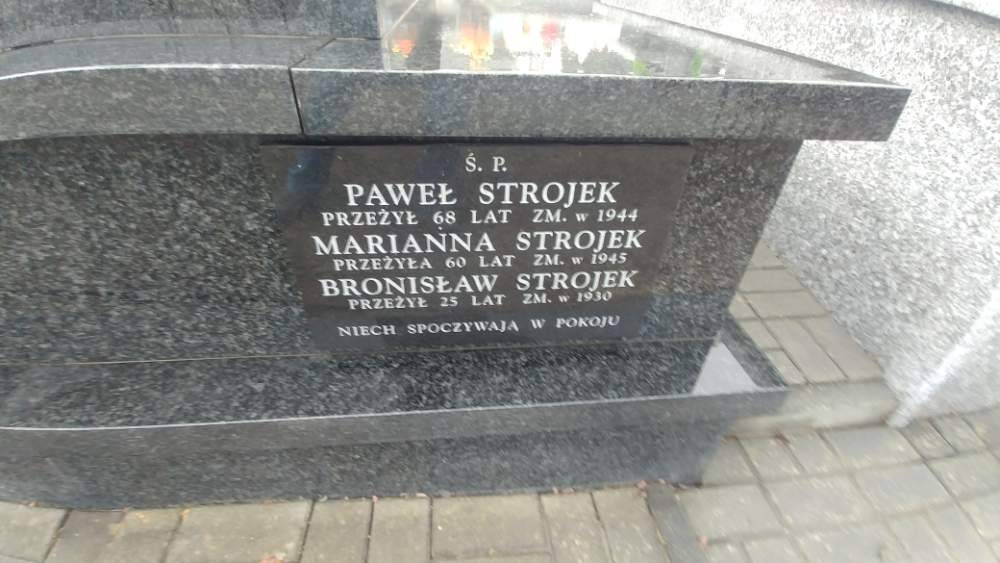 Ś. P.
PAWEŁ STROJEK
PRZEŻYŁ 68 LAT ZM. w 1944
MARIANNA STROJEK
PRZEŻYŁA 60 LAT ZM. w 1945
BRONISŁAW STROJEK
PRZEŻYŁ 25 LAT ZM. w 1930
NIECH SPOCZYWAJĄ W POKOJU